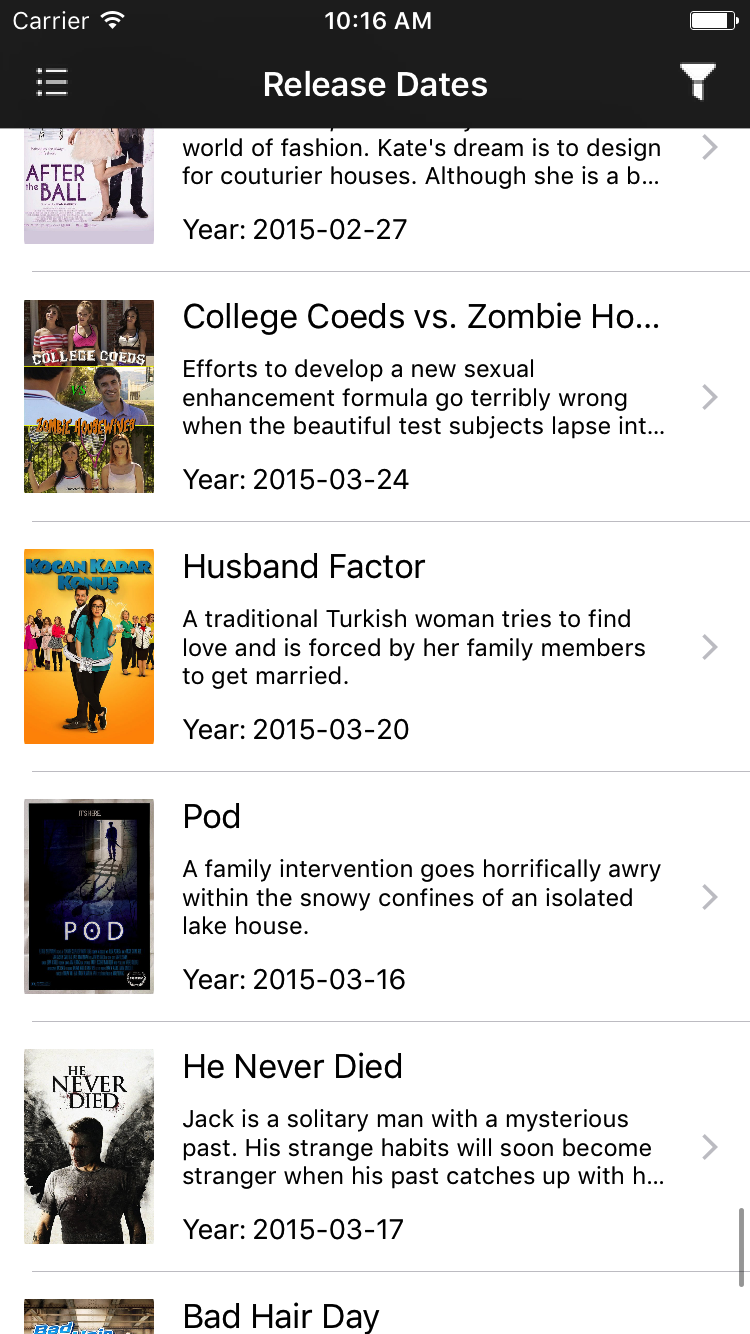 Carrier 10:16 AM
Release Dates
AFTER
the BALL
world of fashion. Kate's dream is to design
for couturier houses. Although she is a b...
Year: 2015-02-27
COLLEGE COEDS
VS
ZOMBIE HOUSEWIVES
College Coeds vs. Zombie Ho...
Efforts to develop a new sexual
enhancement formula go terribly wrong
when the beautiful test subjects lapse int...
Year: 2015-03-24
KOCAN KADAR
KONUŞ
Husband Factor
A traditional Turkish woman tries to find
love and is forced by her family members
to get married.
Year: 2015-03-20
IT'S HERE.
POD
Pod
A family intervention goes horrifically awry
within the snowy confines of an isolated
lake house.
Year: 2015-03-16
HE
NEVER
DIED
He Never Died
Jack is a solitary man with a mysterious
past. His strange habits will soon become
stranger when his past catches up with h...
Year: 2015-03-17
Bad Hair
Bad Hair Day